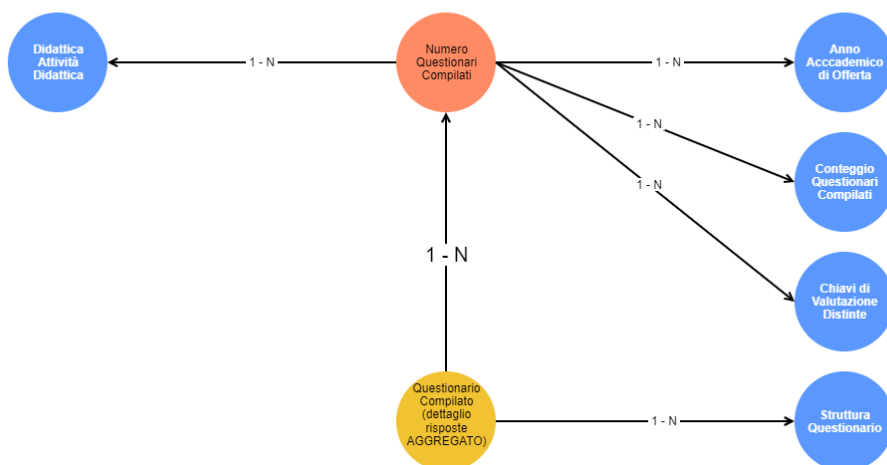 Didattica
Attività
Didattica
1 - N
Numero
Questionari
Compilati
1 - N
Anno
Acccademico
di Offerta
1 - N
Conteggio
Questionari
Compilati
1 - N
Chiavi di
Valutazione
Distinte
1 - N
Questionario
Compilato
(dettaglio
risposte
AGGREGATO)
1 - N
Struttura
Questionario